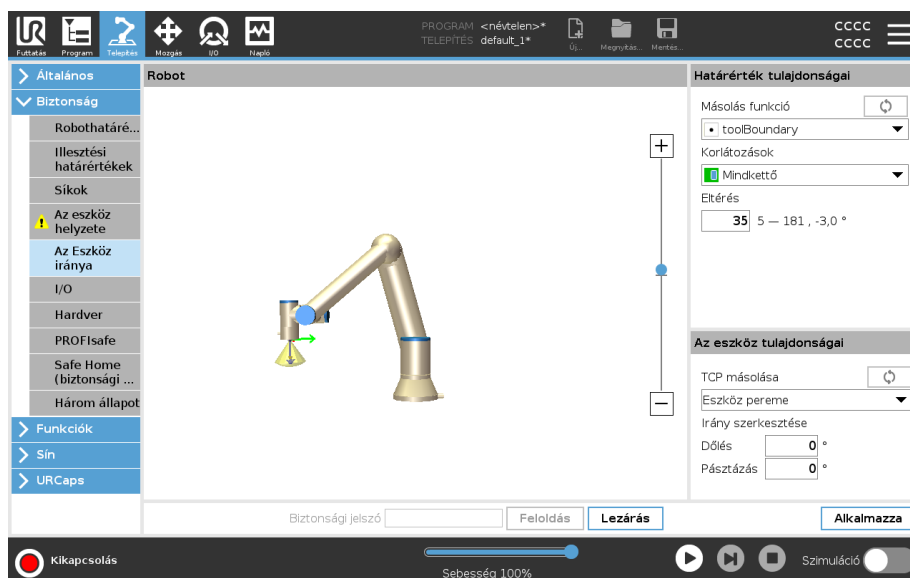 PROGRAM <névtelen>*
TELEPÍTÉS default_1*
CCCC
CCCC
Futtatás Program Telepítés Mozgás I/O Napló
Új... Megnyitás... Mentés...
Általános
Biztonság
Robothatáré...
Illesztési
határértékek
Síkok
Az eszköz
helyzete
Az Eszköz
iránya
I/O
Hardver
PROFIsafe
Safe Home
(biztonsági ...
Három állapot
Funkciók
Sín
URCaps
Robot
Határérték tulajdonságai
Másolás funkció
toolBoundary
Korlátozások
Mindkettő
Eltérés
35 5 — 181 , -3,0 °
Az eszköz tulajdonságai
TCP másolása
Eszköz pereme
Irány szerkesztése
Dőlés 0 °
Pásztázás 0 °
Biztonsági jelszó Feloldás Lezárás Alkalmazza
Kikapcsolás
Sebesség 100%
Szimuláció